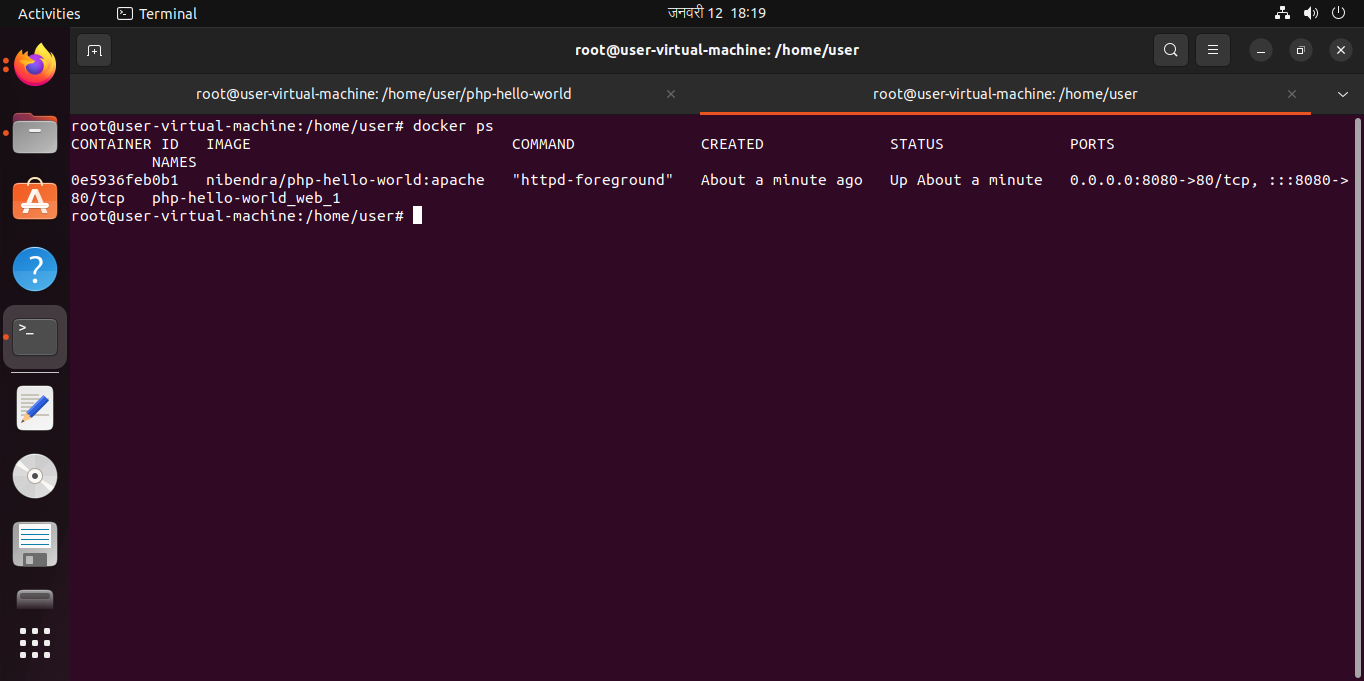 Activities Terminal जनवरी 12 18:19
root@user-virtual-machine: /home/user
root@user-virtual-machine: /home/user/php-hello-world root@user-virtual-machine: /home/user
root@user-virtual-machine:/home/user# docker ps
CONTAINER ID IMAGE COMMAND CREATED STATUS PORTS
NAMES
0e5936feb0b1 nibendra/php-hello-world:apache "httpd-foreground" About a minute ago Up About a minute 0.0.0.0:8080->80/tcp, :::8080->
80/tcp php-hello-world_web_1
root@user-virtual-machine:/home/user#